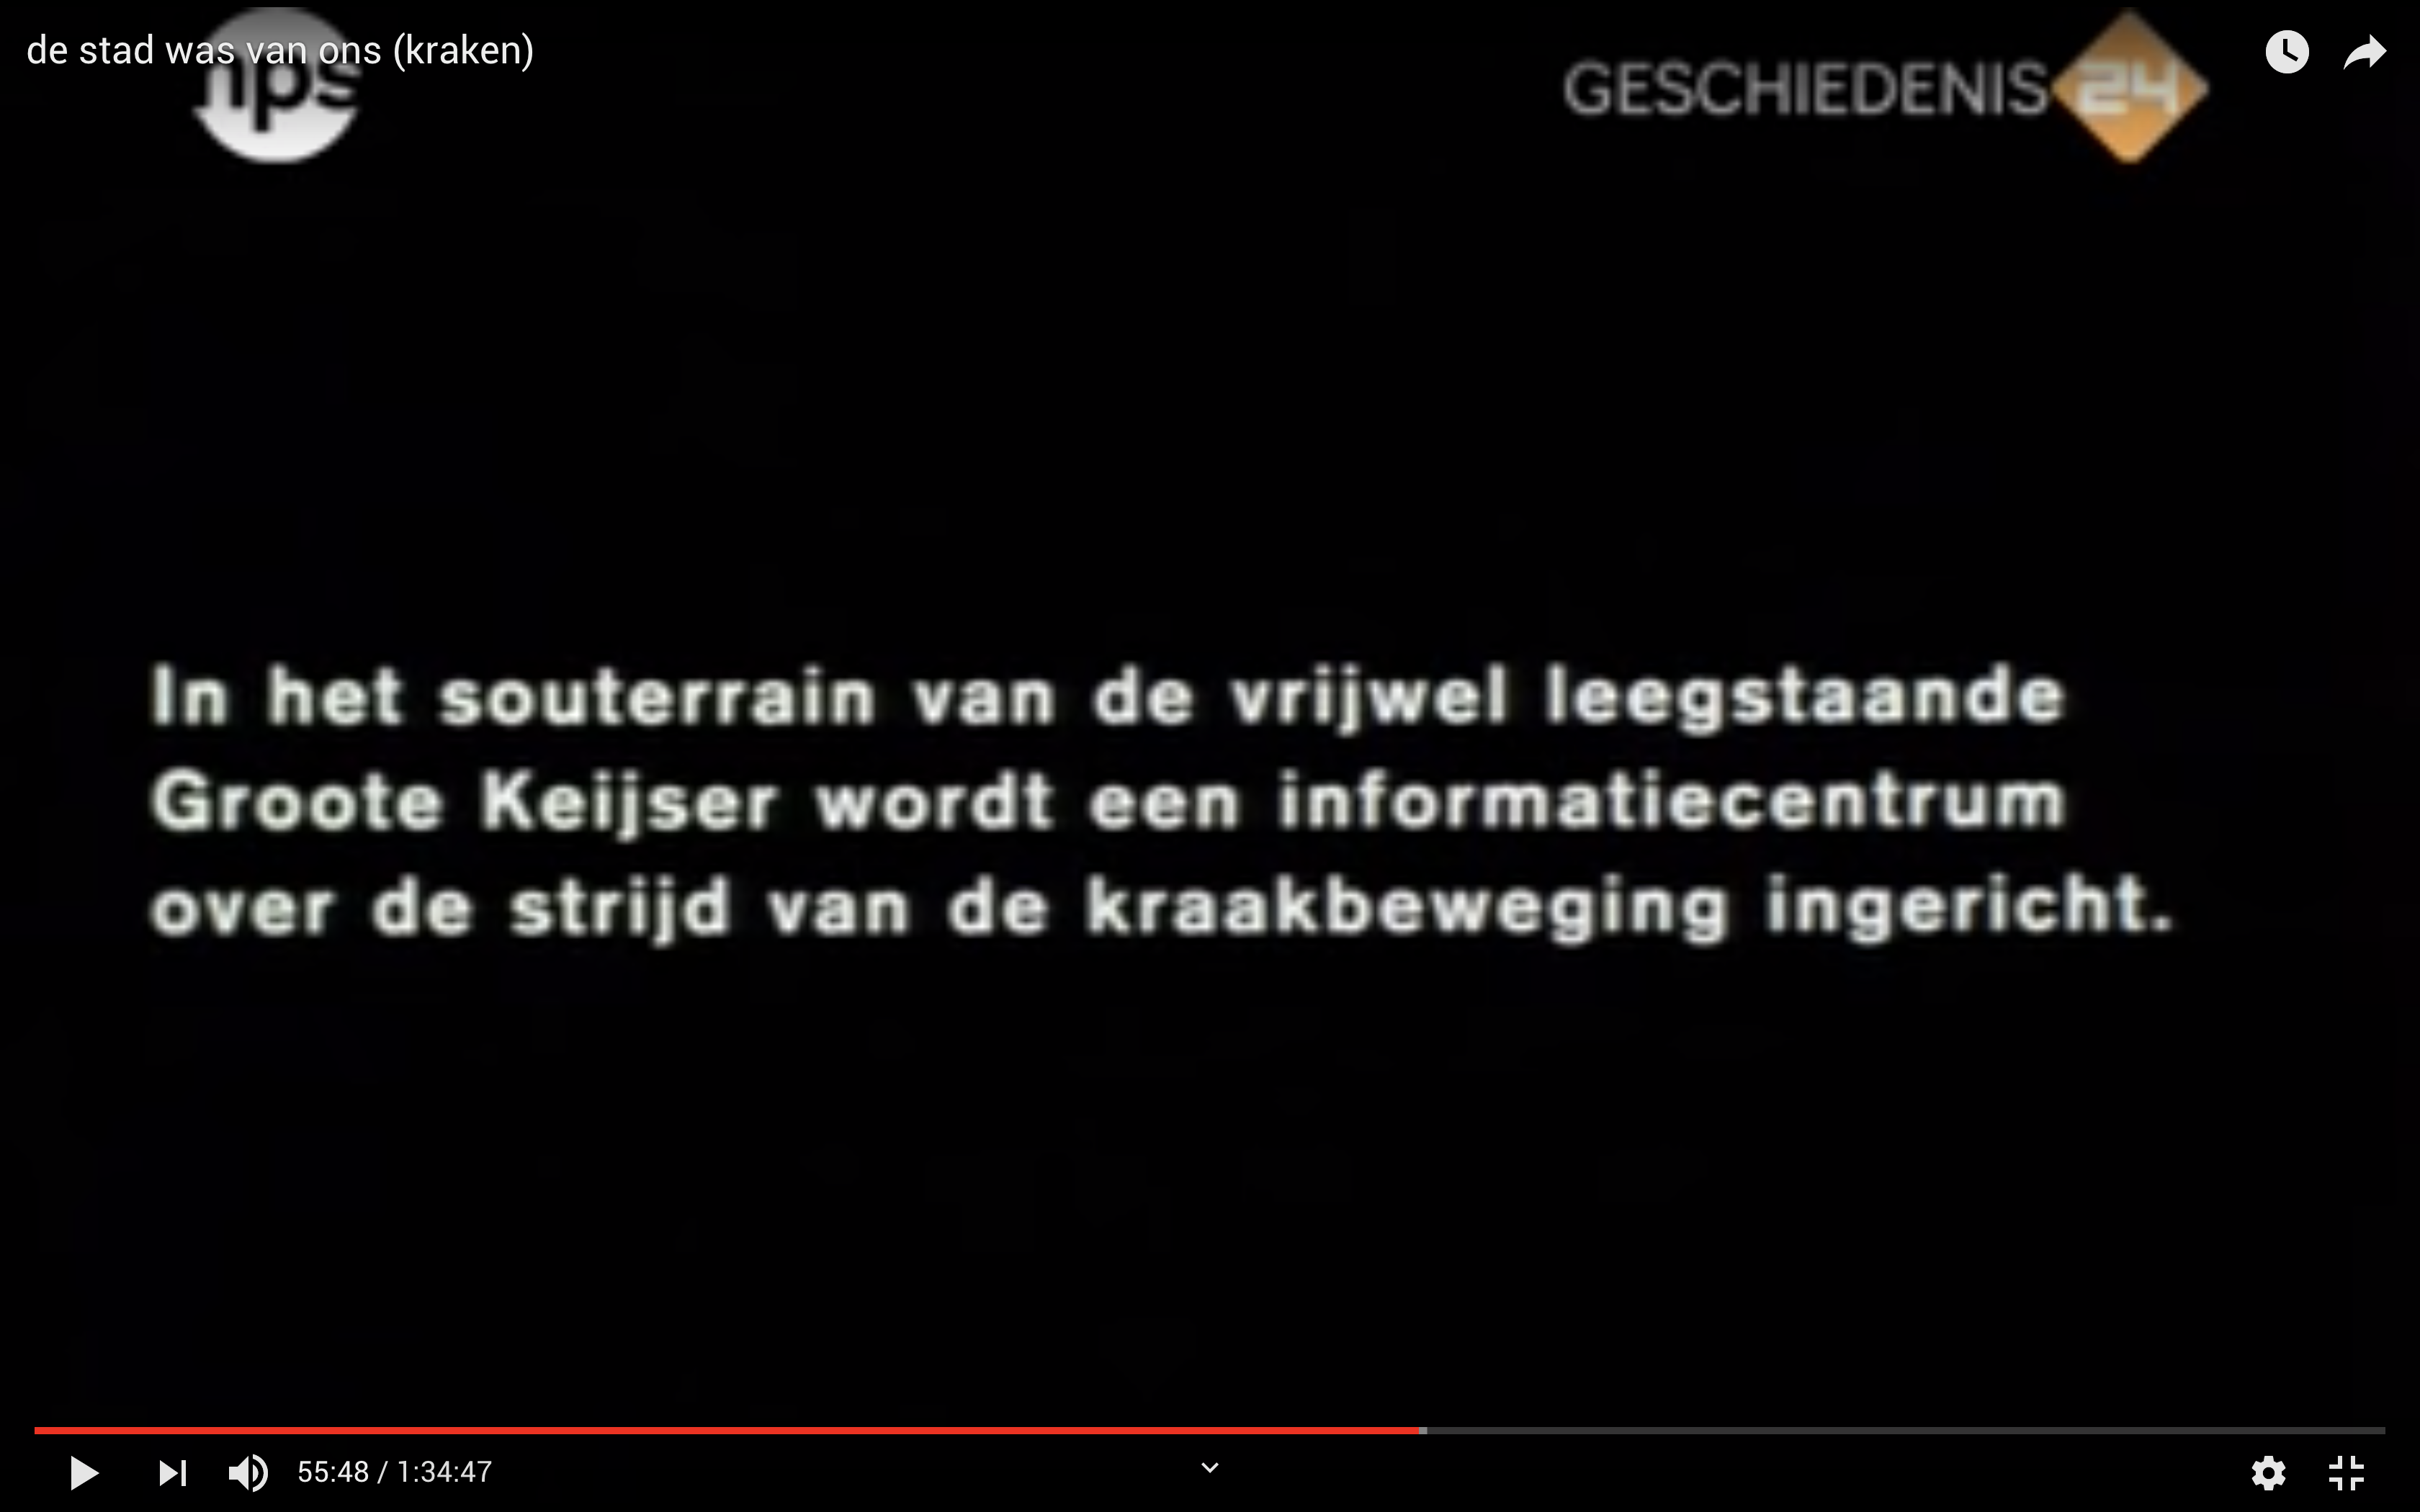 de stad was van ons (kraken)
nps
GESCHIEDENIS 24
In het souterrain van de vrijwel leegstaande
Groote Keijser wordt een informatiecentrum
over de strijd van de kraakbeweging ingericht.
55:48 / 1:34:47